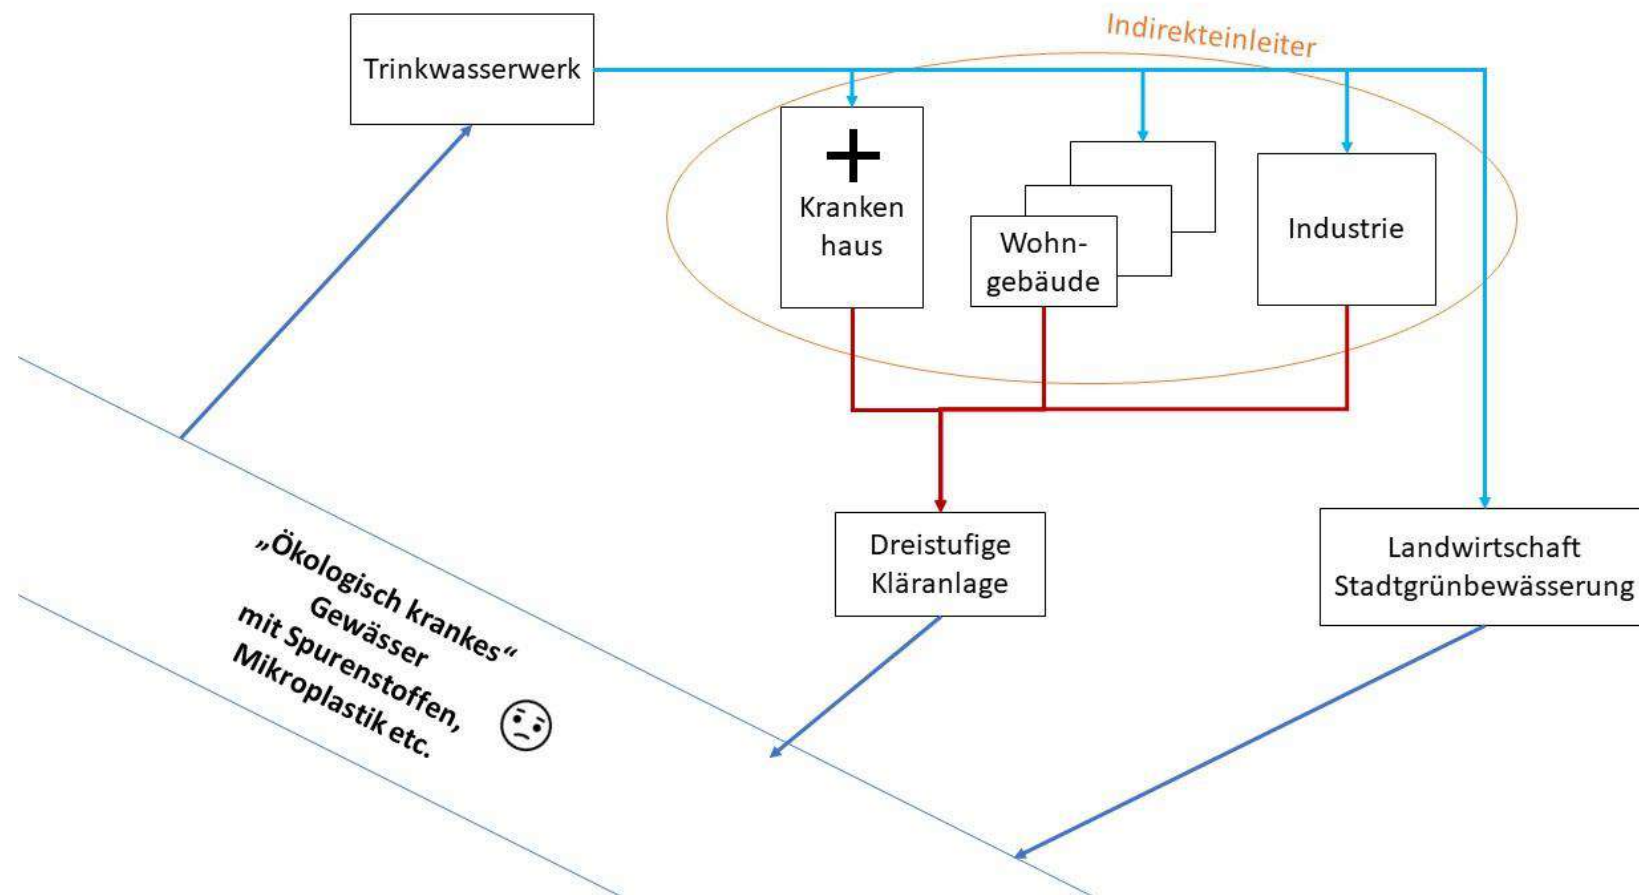 Indirekteinleiter
Trinkwasserwerk
Kranken
haus
Wohn-
gebäude
Industrie
Dreistufige
Kläranlage
Landwirtschaft
Stadtgrünbewässerung
„Ökologisch krankes“
Gewässer
mit Spurenstoffen,
Mikroplastik etc.